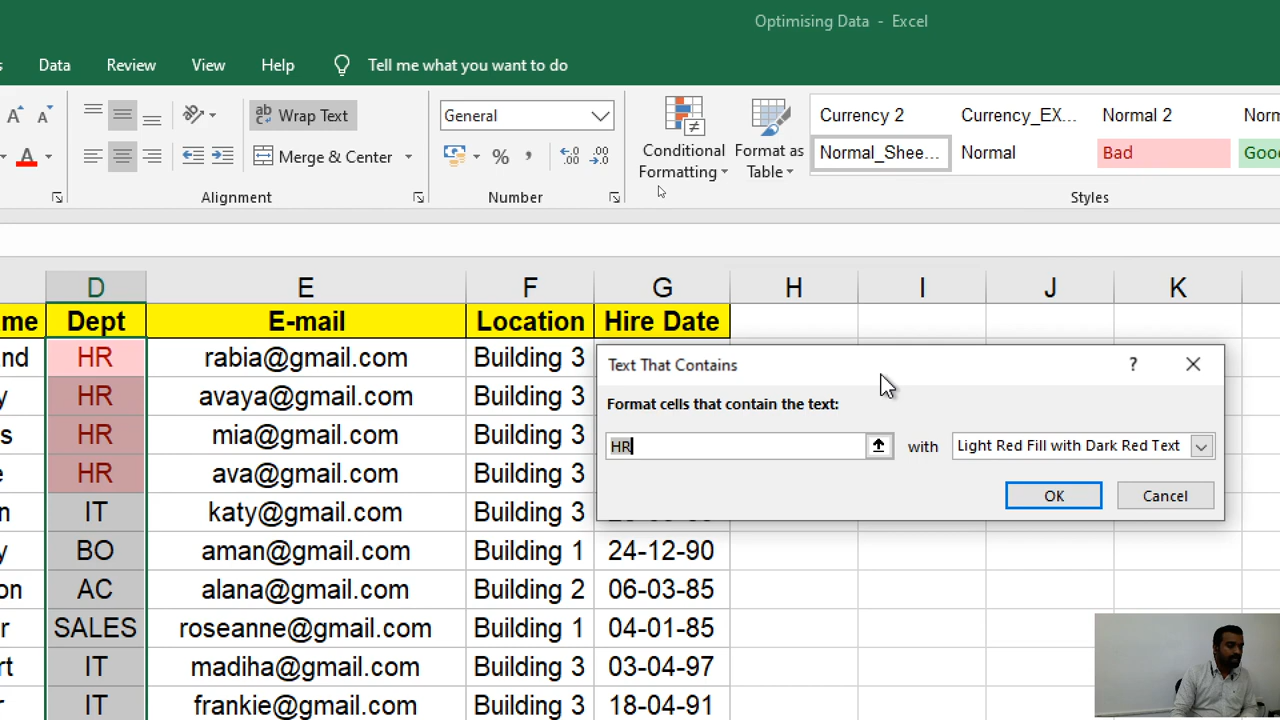 Optimising Data - Excel
Data Review View Help Tell me what you want to do
Wrap Text General Currency 2 Currency_EX... Normal 2
Merge & Center % Conditional Formatting Format as Table Normal_Shee... Normal Bad
Alignment Number Styles
D E F G H I J K
me Dept E-mail Location Hire Date
nd HR rabia@gmail.com Building 3
y HR avaya@gmail.com Building 3
s HR mia@gmail.com Building 3
e HR ava@gmail.com Building 3
n IT katy@gmail.com Building 3
y BO aman@gmail.com Building 1 24-12-90
on AC alana@gmail.com Building 2 06-03-85
r SALES roseanne@gmail.com Building 1 04-01-85
rt IT madiha@gmail.com Building 3 03-04-97
r IT frankie@gmail.com Building 3 18-04-91
Text That Contains ?
Format cells that contain the text:
HR with Light Red Fill with Dark Red Text
OK Cancel